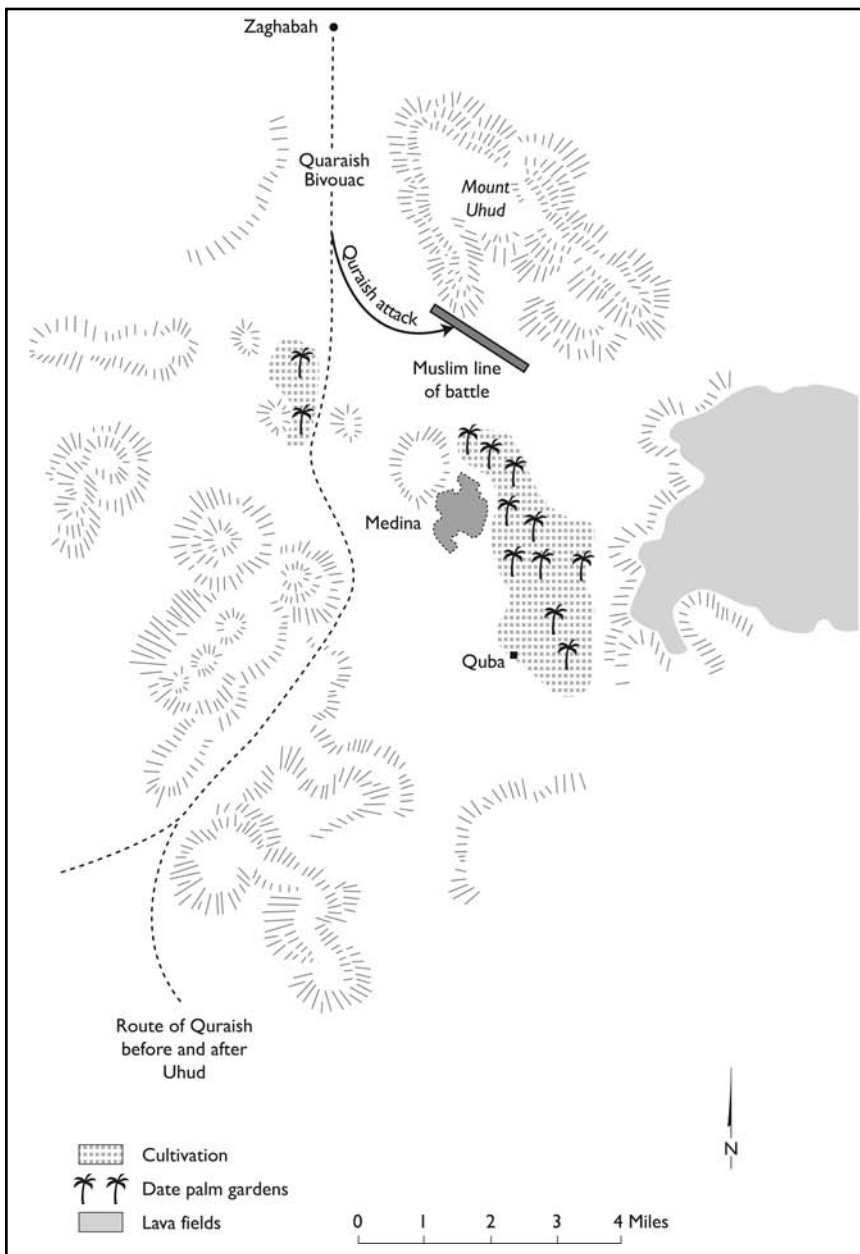 Zaghabah
Quaraish
Bivouac
Mount
Uhud
Quraish attack
Muslim line
of battle
Medina
Quba
Route of Quraish
before and after
Uhud
N
Cultivation
Date palm gardens
Lava fields
0 1 2 3 4 Miles